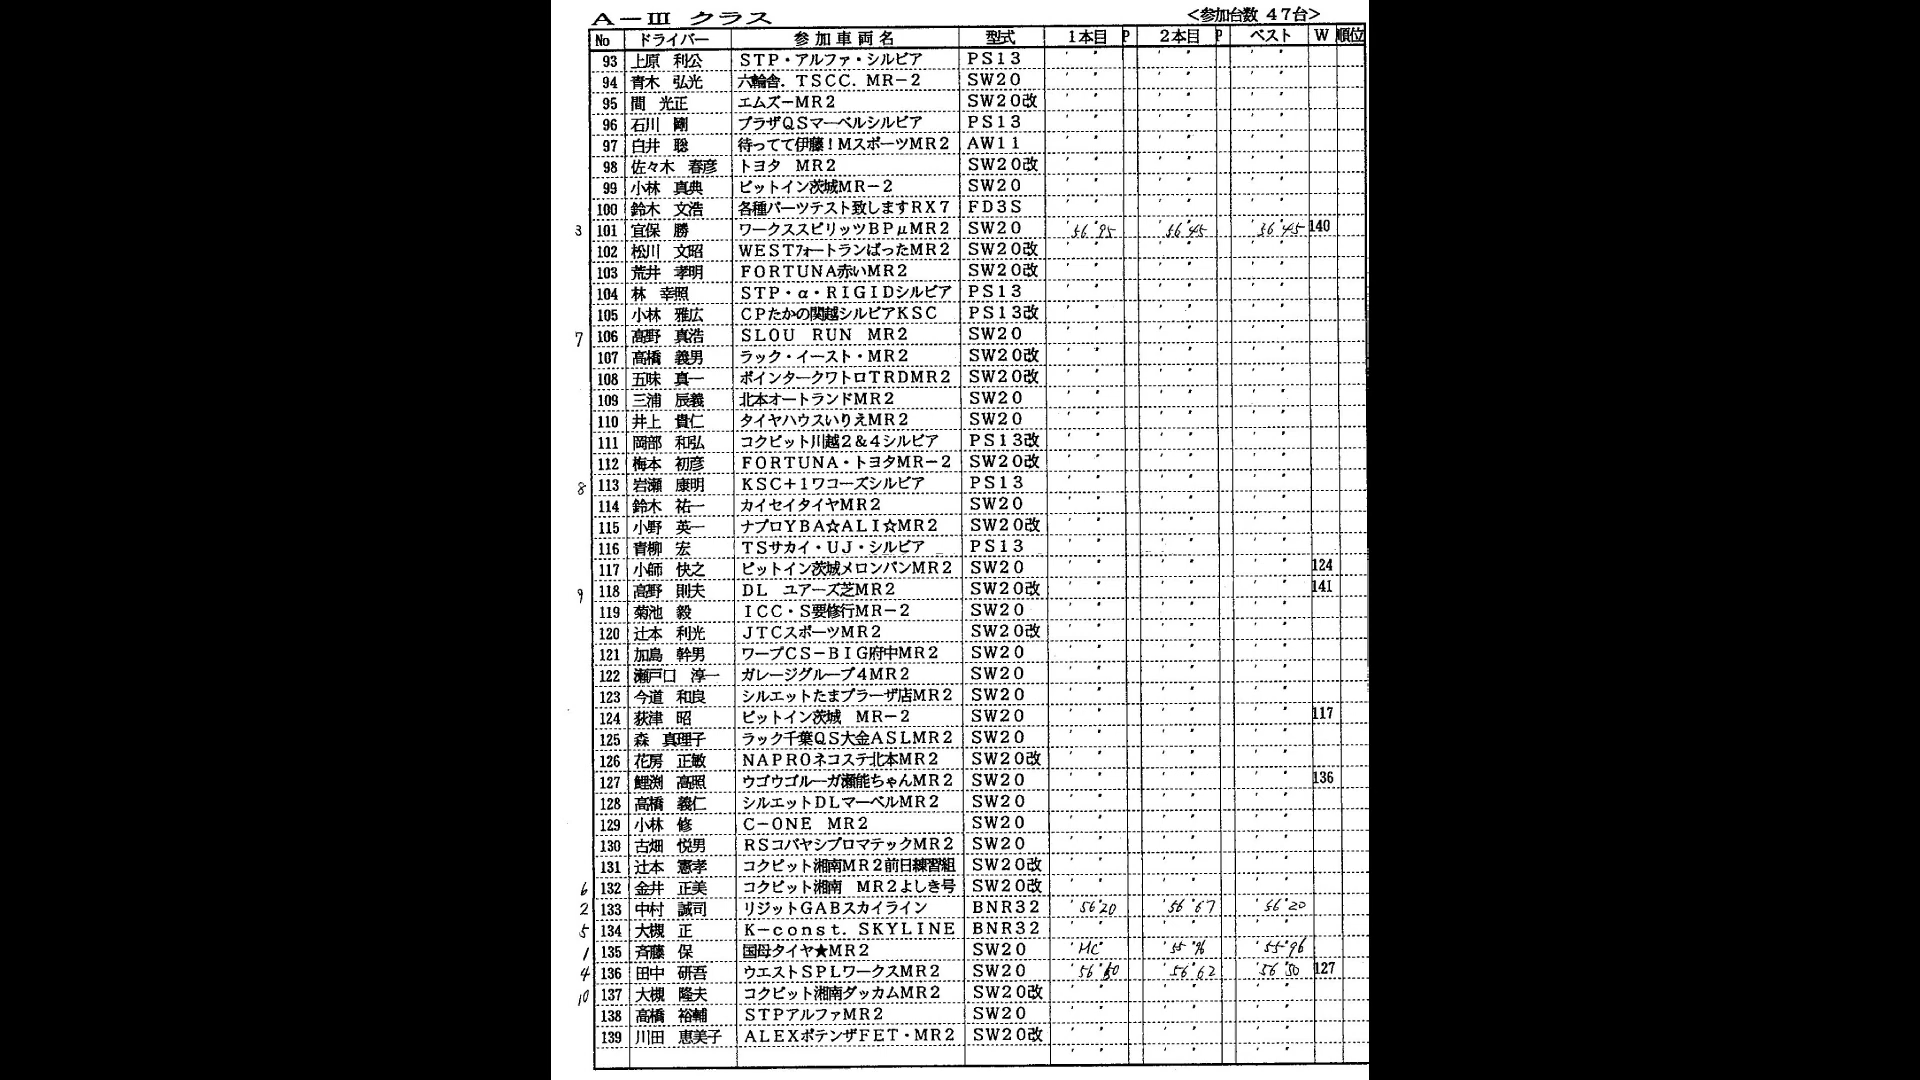 A-Ⅲ クラス <参加台数 47台>
No ドライバー 参加車両名 型式 1本目 P 2本目 P ベスト W 順位
93 上原 利公 STP・アルファ・シルビア PS13
94 青木 弘光 六輪舎．TSCC．MR-2 SW20
95 間 光正 エムズーMR2 SW20改
96 石川 剛 プラザQSマーベルシルビア PS13
97 白井 聡 待ってて伊藤！MスポーツMR2 AW11
98 佐々木 春彦 トヨタ MR2 SW20改
99 小林 真典 ピットイン茨城MR-2 SW20
100 鈴木 文浩 各種パーツテスト致しますRX7 FD3S
3 101 宜保 勝 ワークススピリッツBPμMR2 SW20 56"95 56"45 56"45 140
102 松川 文昭 WESTフォートランばったMR2 SW20改
103 荒井 孝明 FORTUNA赤いMR2 SW20改
104 林 幸照 STP・α・RIGIDシルビア PS13
105 小林 雅広 CPたかの関越シルビアKSC PS13改
7 106 高野 真浩 SLOU RUN MR2 SW20
107 高橋 義男 ラック・イースト・MR2 SW20改
108 五味 真一 ポインタークワトロTRDMR2 SW20改
109 三浦 辰義 北本オートランドMR2 SW20
110 井上 貴仁 タイヤハウスいりえMR2 SW20
111 岡部 和弘 コクピット川越2＆4シルビア PS13改
112 梅本 初彦 FORTUNA・トヨタMR-2 SW20改
8 113 岩瀬 康明 KSC+1ワコーズシルビア PS13
114 鈴木 祐一 カイセイタイヤMR2 SW20
115 小野 英一 ナプロYBA☆ALI☆MR2 SW20改
116 青柳 宏 TSサカイ・UJ・シルビア PS13
117 小師 快之 ピットイン茨城メロンパンMR2 SW20 124
9 118 高野 則夫 DL ユアーズ芝MR2 SW20改 141
119 菊池 毅 ICC・S要修行MR-2 SW20
120 辻本 利光 JTCスポーツMR2 SW20改
121 加島 幹男 ワープCS-BIG府中MR2 SW20
122 瀬戸口 淳一 ガレージグループ4MR2 SW20
123 今道 和良 シルエットたまプラーザ店MR2 SW20
124 荻津 昭 ピットイン茨城 MR-2 SW20 117
125 森 真理子 ラック千葉QS大金ASLMR2 SW20
126 花房 正敏 NAPROネコステ北本MR2 SW20改
127 鯉渕 高照 ウゴウゴルーガ瀬能ちゃんMR2 SW20 136
128 高橋 義仁 シルエットDLマーベルMR2 SW20
129 小林 修 C-ONE MR2 SW20
130 古畑 悦男 RSコバヤシプロマテックMR2 SW20
131 辻本 憲孝 コクピット湘南MR2前日練習組 SW20改
6 132 金井 正美 コクピット湘南 MR2よしき号 SW20改
2 133 中村 誠司 リジットGABスカイライン BNR32 56"20 56"67 56"20
5 134 大槻 正 K-const．SKYLINE BNR32
1 135 斉藤 保 国母タイヤ★MR2 SW20 MC 55"96 55"96
4 136 田中 研吾 ウエストSPLワークスMR2 SW20 56"50 56"62 56"50 127
10 137 大槻 隆夫 コクピット湘南ダッカムMR2 SW20改
138 高橋 裕輔 STPアルファMR2 SW20
139 川田 恵美子 ALEXポテンザFET・MR2 SW20改